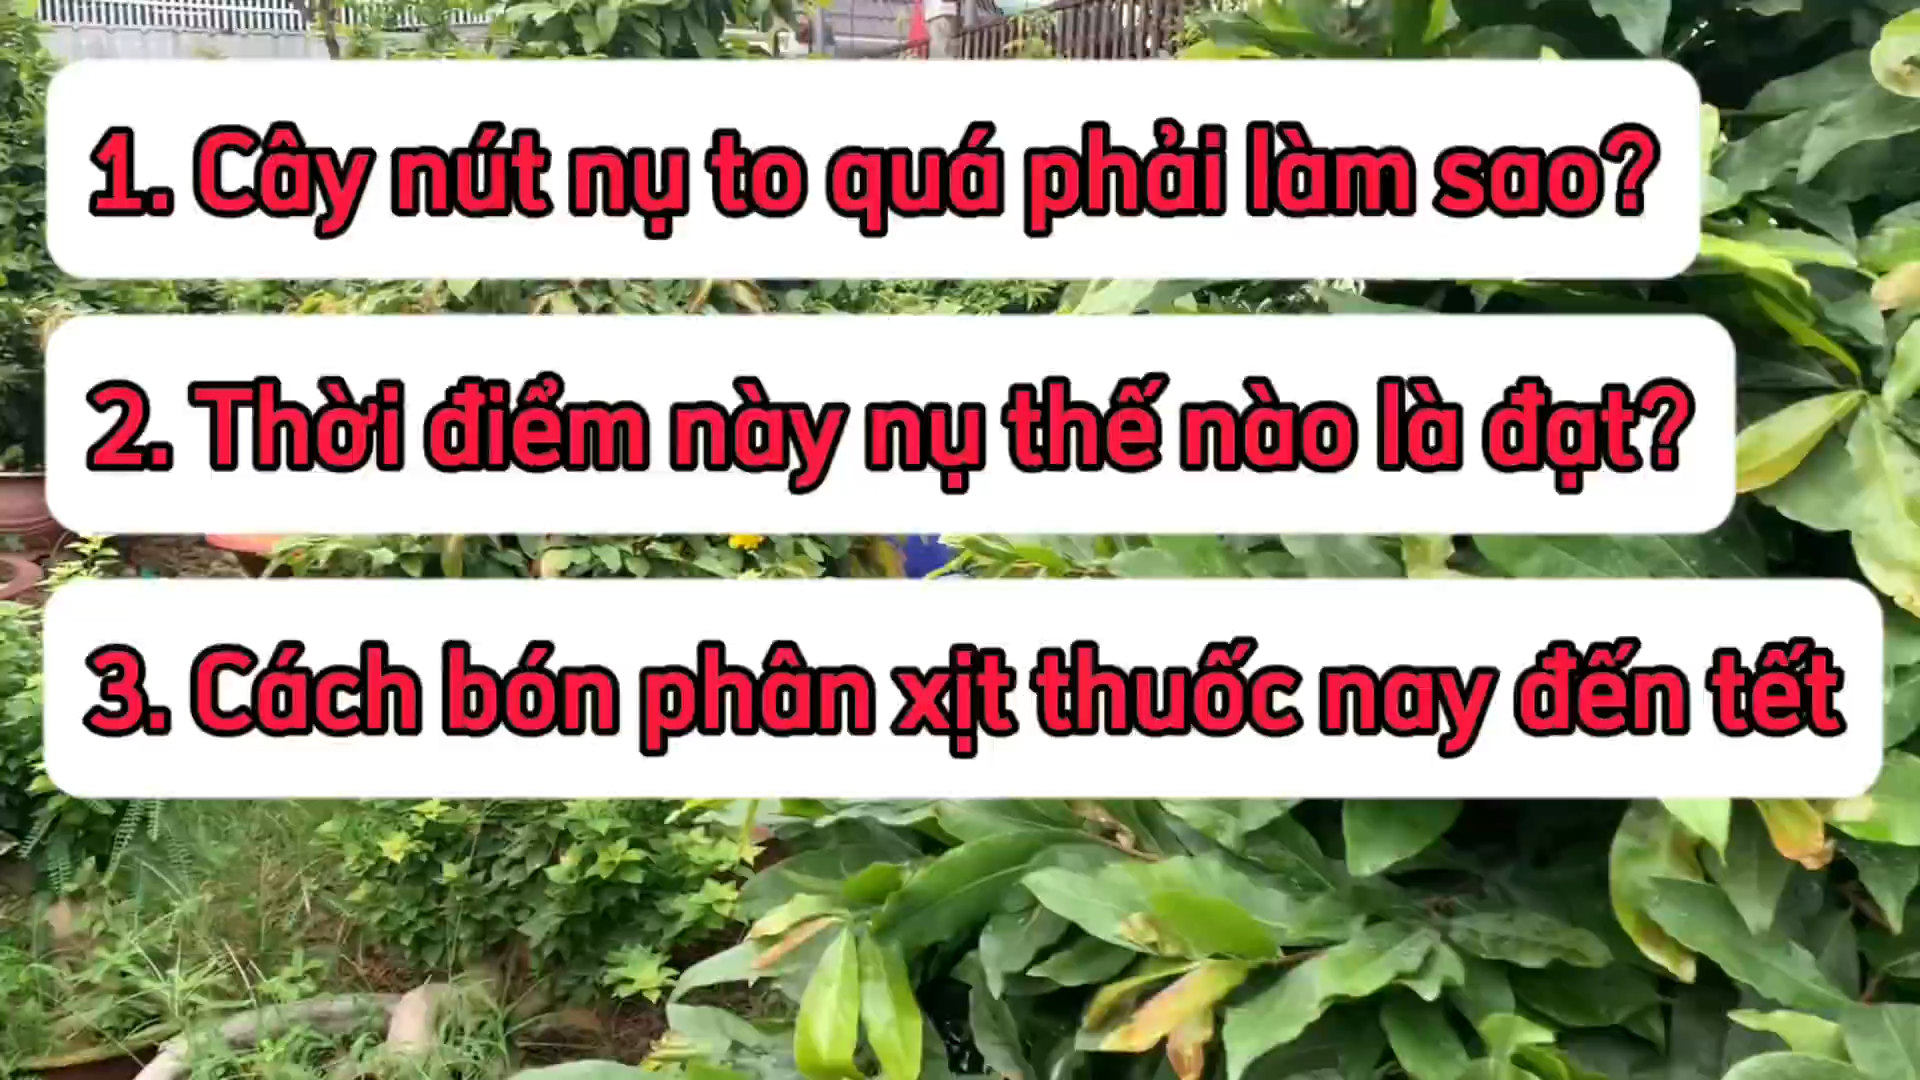 1. Cây nút nụ to quá phải làm sao?
2. Thời điểm này nụ thế nào là đạt?
3. Cách bón phân xịt thuốc nay đến tết